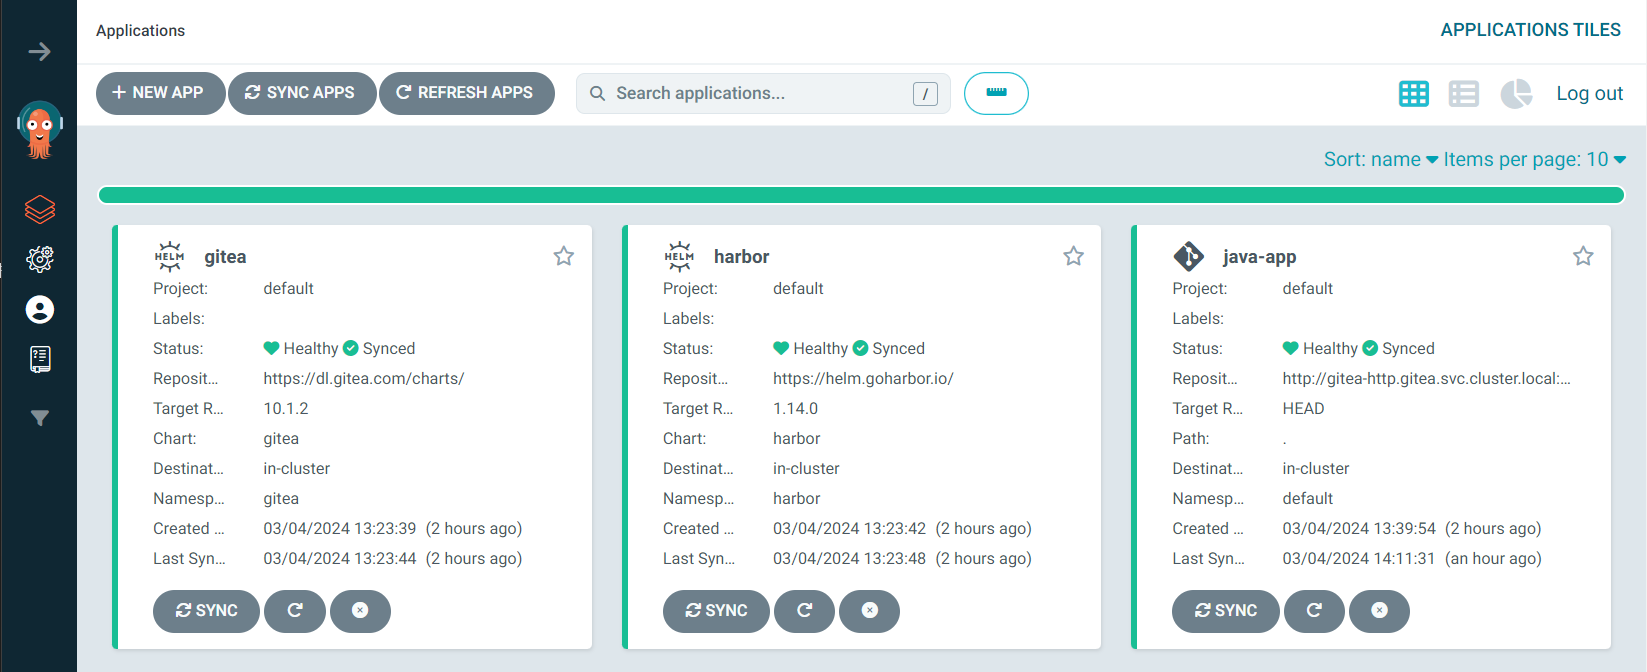 Applications
APPLICATIONS TILES
+ NEW APP
SYNC APPS
REFRESH APPS
Search applications...
/
Log out
Sort: name
Items per page: 10
HELM
gitea
Project: default
Labels:
Status: Healthy Synced
Reposit... https://dl.gitea.com/charts/
Target R... 10.1.2
Chart: gitea
Destinat... in-cluster
Namesp... gitea
Created ... 03/04/2024 13:23:39 (2 hours ago)
Last Syn... 03/04/2024 13:23:44 (2 hours ago)
SYNC
HELM
harbor
Project: default
Labels:
Status: Healthy Synced
Reposit... https://helm.goharbor.io/
Target R... 1.14.0
Chart: harbor
Destinat... in-cluster
Namesp... harbor
Created ... 03/04/2024 13:23:42 (2 hours ago)
Last Syn... 03/04/2024 13:23:48 (2 hours ago)
SYNC
java-app
Project: default
Labels:
Status: Healthy Synced
Reposit... http://gitea-http.gitea.svc.cluster.local:...
Target R... HEAD
Path: .
Destinat... in-cluster
Namesp... default
Created ... 03/04/2024 13:39:54 (2 hours ago)
Last Syn... 03/04/2024 14:11:31 (an hour ago)
SYNC